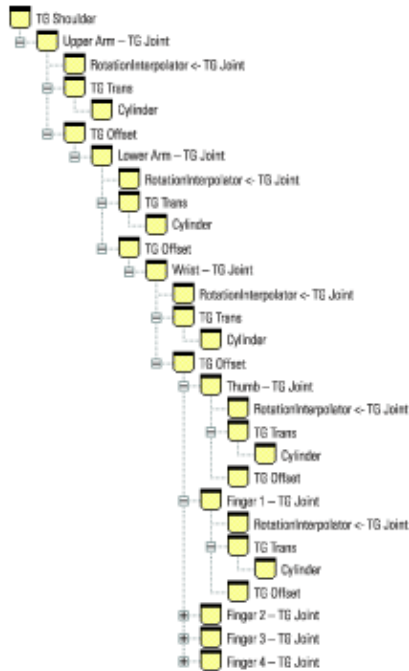 TG Shoulder
Upper Arm – TG Joint
RotationInterpolator <- TG Joint
TG Trans
Cylinder
TG Offset
Lower Arm – TG Joint
RotationInterpolator <- TG Joint
TG Trans
Cylinder
TG Offset
Wrist – TG Joint
RotationInterpolator <- TG Joint
TG Trans
Cylinder
TG Offset
Thumb – TG Joint
RotationInterpolator <- TG Joint
TG Trans
Cylinder
TG Offset
Finger 1 – TG Joint
RotationInterpolator <- TG Joint
TG Trans
Cylinder
TG Offset
Finger 2 – TG Joint
Finger 3 – TG Joint
Finger 4 – TG Joint